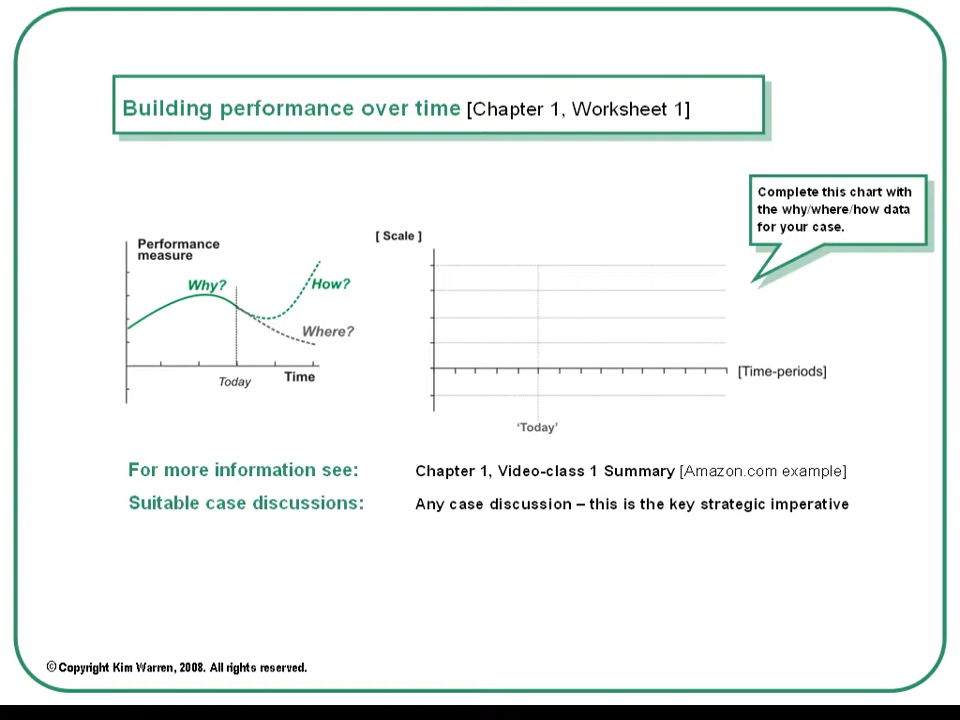 Building performance over time [Chapter 1, Worksheet 1]
Complete this chart with
the why/where/how data
for your case.
Performance
measure
Why?
How?
Where?
Today
Time
[ Scale ]
[Time-periods]
‘Today’
For more information see:
Chapter 1, Video-class 1 Summary [Amazon.com example]
Suitable case discussions:
Any case discussion – this is the key strategic imperative
© Copyright Kim Warren, 2008. All rights reserved.